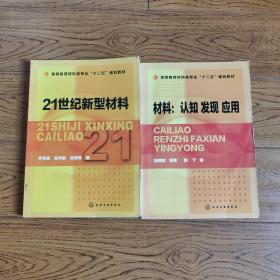 高等教育材料类专业“十二五”规划教材
21世纪新型材料
21SHIJI XINXING
CAILIAO
21
化学工业出版社
高等教育材料类专业“十二五”规划教材
材料：认知 发现 应用
CAILIAO
RENZHI FAXIAN
YINGYONG
化学工业出版社